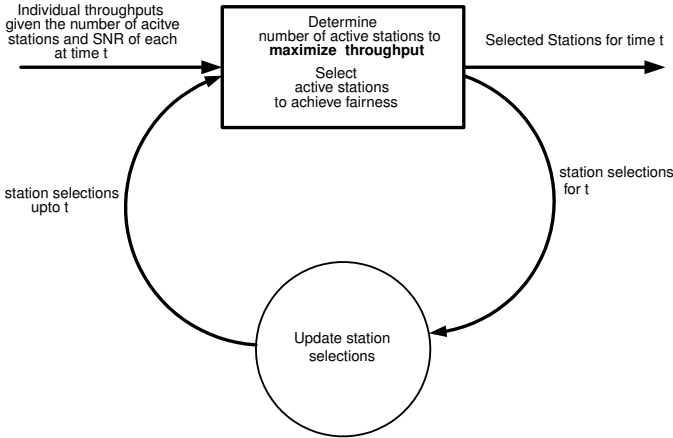 Individual throughputs
given the number of acitve
stations and SNR of each
at time t
Determine
number of active stations to
maximize throughput
Select
active stations
to achieve fairness
Selected Stations for time t
station selections
upto t
station selections
for t
Update station
selections